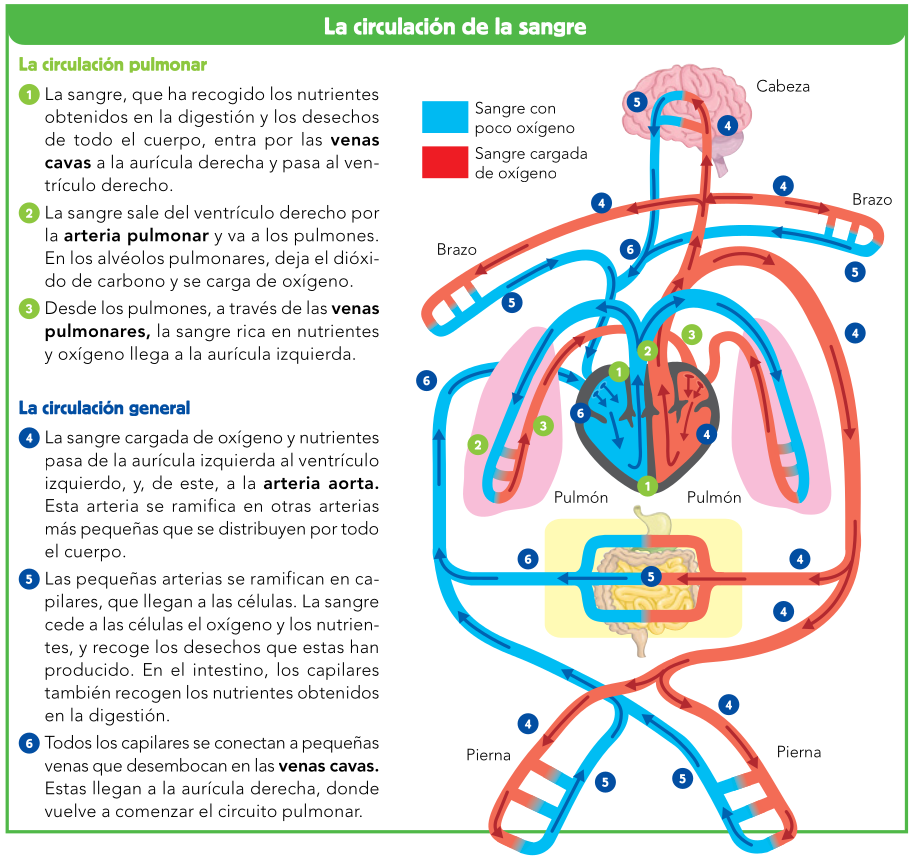 La circulación de la sangre
La circulación pulmonar
1 La sangre, que ha recogido los nutrientes
obtenidos en la digestión y los desechos
de todo el cuerpo, entra por las venas
cavas a la aurícula derecha y pasa al ven-
trículo derecho.
2 La sangre sale del ventrículo derecho por
la arteria pulmonar y va a los pulmones.
En los alvéolos pulmonares, deja el dióxi-
do de carbono y se carga de oxígeno.
3 Desde los pulmones, a través de las venas
pulmonares, la sangre rica en nutrientes
y oxígeno llega a la aurícula izquierda.
La circulación general
4 La sangre cargada de oxígeno y nutrientes
pasa de la aurícula izquierda al ventrículo
izquierdo, y, de este, a la arteria aorta.
Esta arteria se ramifica en otras arterias
más pequeñas que se distribuyen por todo
el cuerpo.
5 Las pequeñas arterias se ramifican en ca-
pilares, que llegan a las células. La sangre
cede a las células el oxígeno y los nutrien-
tes, y recoge los desechos que estas han
producido. En el intestino, los capilares
también recogen los nutrientes obtenidos
en la digestión.
6 Todos los capilares se conectan a pequeñas
venas que desembocan en las venas cavas.
Estas llegan a la aurícula derecha, donde
vuelve a comenzar el circuito pulmonar.
Sangre con
poco oxígeno
Sangre cargada
de oxígeno
Cabeza
5
4
4
4
Brazo
Brazo
6
5
5
4
3
2
1
6
6
4
3
2
1
Pulmón
Pulmón
6
5
4
4
4
4
Pierna
Pierna
5
5